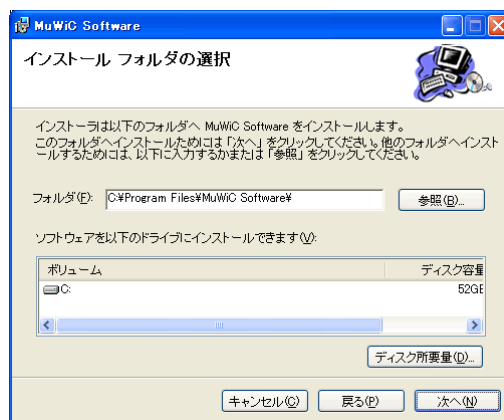 MuWiC Software
インストール フォルダの選択
インストーラは以下のフォルダへ MuWiC Software をインストールします。
このフォルダへインストールするためには「次へ」をクリックしてください。他のフォルダへインスト
ールするためには、以下に入力するかまたは「参照」をクリックしてください。
フォルダ(F): C:¥Program Files¥MuWiC Software¥ 参照(R)...
ソフトウェアを以下のドライブにインストールできます(V):
ボリューム ディスク容量
C: 52GB
ディスク所要量(D)...
キャンセル(C) 戻る(P) 次へ(N)